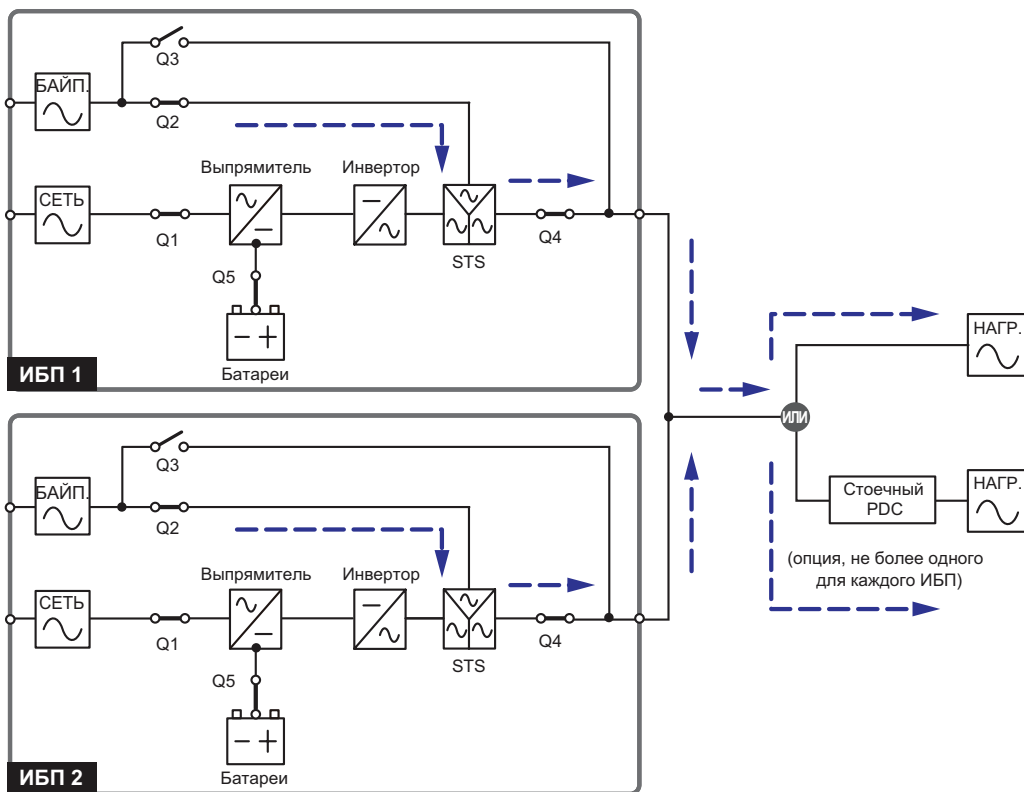 Q3
БАЙП.
Q2
Выпрямитель
Инвертор
СЕТЬ
Q1
STS
Q4
Q5
Батареи
ИБП 1
НАГР.
ИЛИ
Стоечный
PDC
НАГР.
(опция, не более одного
для каждого ИБП)
Q3
БАЙП.
Q2
Выпрямитель
Инвертор
СЕТЬ
Q1
STS
Q4
Q5
Батареи
ИБП 2